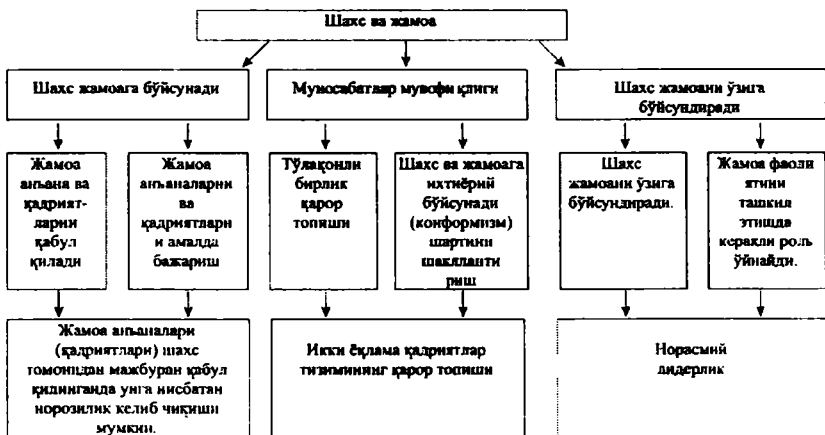 Шахс ва жамоа
Шахс жамоага бўйсунади
Муносабатлар мувофиқлиги
Шахс жамоани ўзига
бўйсундиради
Жамоа
анъана ва
қадрият-
ларни
қабул
қилади
Жамоа
анъаналарни
ва
қадриятларн
и амалда
бажариш
Тўлақонли
бирлик
қарор
топиши
Шахс ва жамоага
ихтиёрий
бўйсунади
(конформизм)
шартини
шакллантири
риш
Шахс
жамоани ўзига
бўйсундиради.
Жамоа фаоли
ятини
ташкил
этишда
керакли роль
ўйнайди.
Жамоа анъаналари
(қадриятлари) шахс
томонидан мажбуран қабул
қилинганда унга нисбатан
норозилик келиб чиқиши
мумкин.
Икки ёқлама қадриятлар
тизимининг қарор топиши
Норасмий
лидерлик